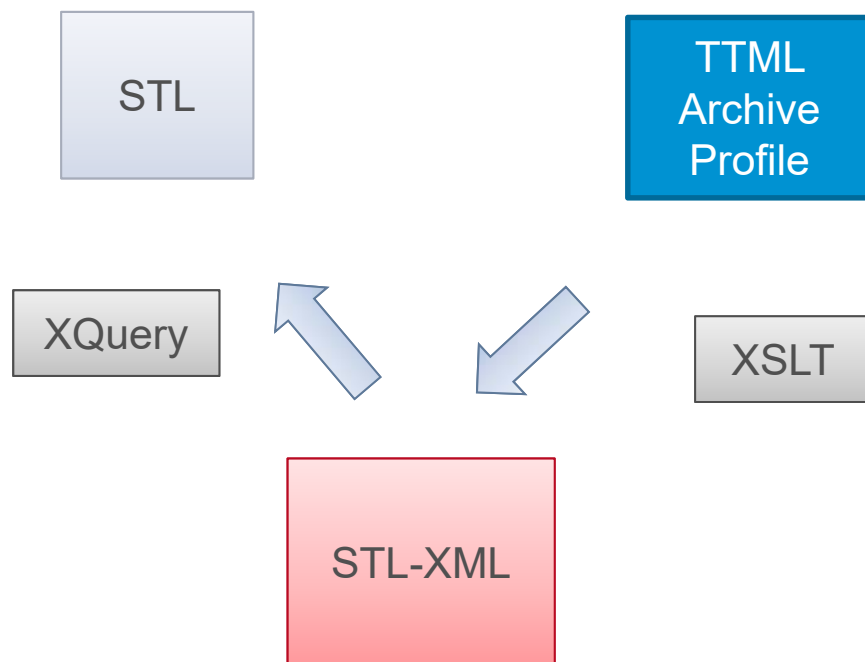 STL
TTML
Archive
Profile
XQuery
XSLT
STL-XML